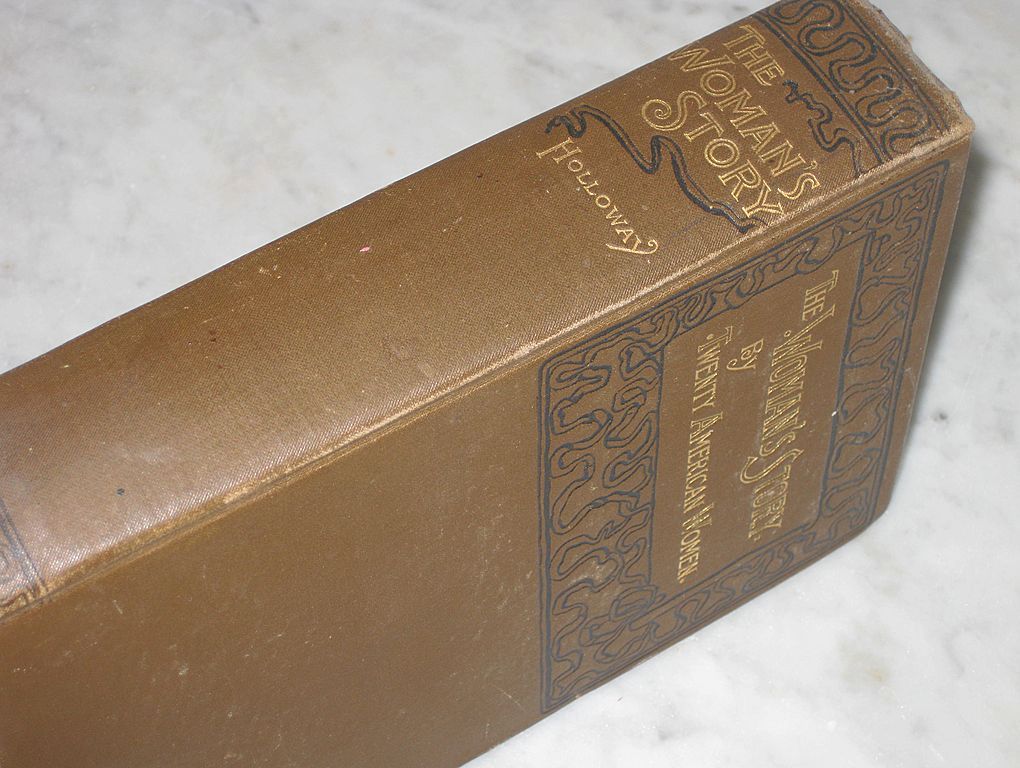 THE
WOMAN'S
STORY
HOLLOWAY
THE WOMAN'S STORY.
By
TWENTY AMERICAN WOMEN.